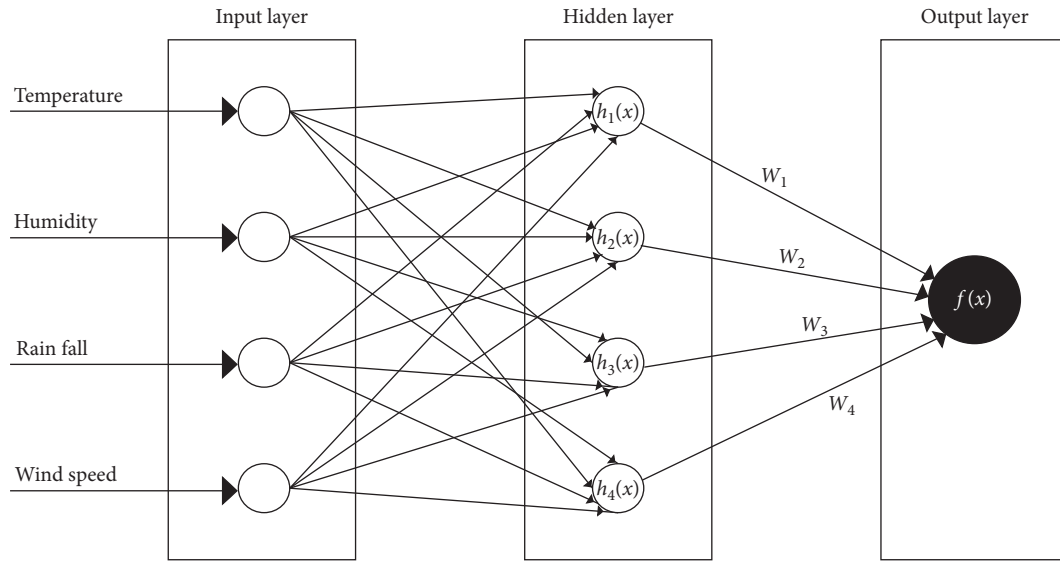 Input layer
Hidden layer
Output layer
Temperature
Humidity
Rain fall
Wind speed
h₁(x)
h₂(x)
h₃(x)
h₄(x)
W₁
W₂
W₃
W₄
f(x)